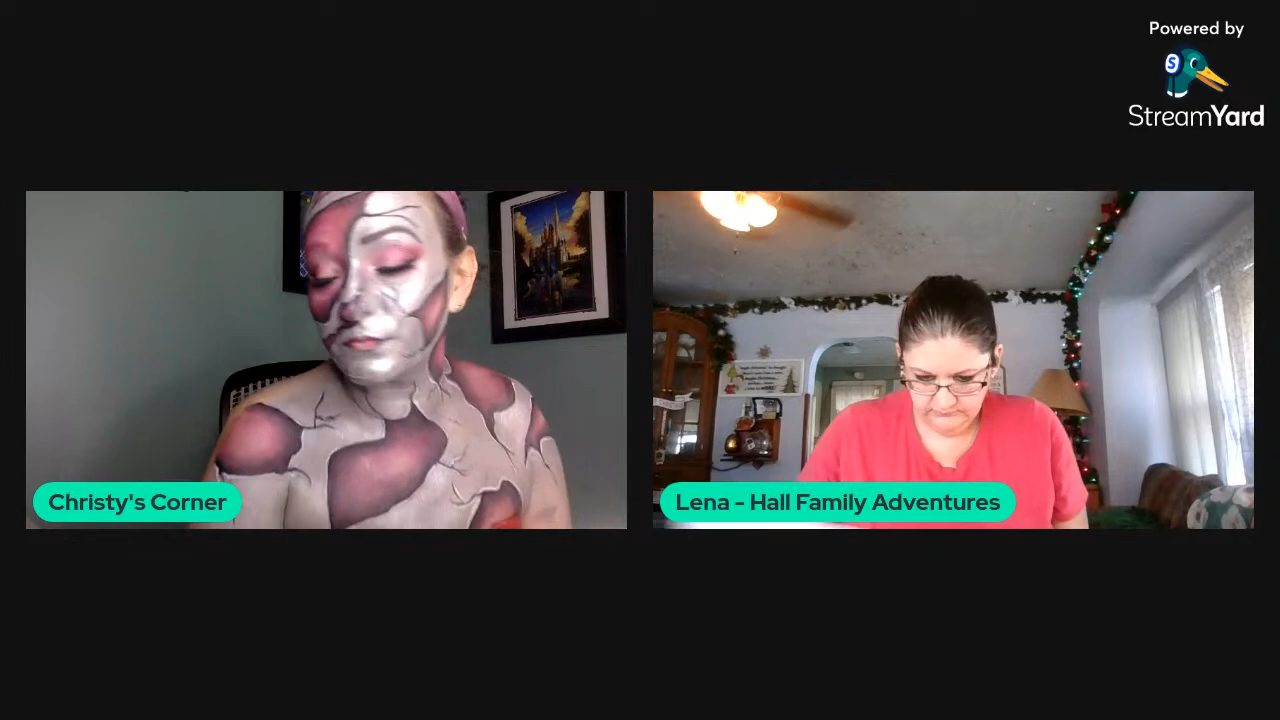 Powered by
S
StreamYard
Christy's Corner
Lena - Hall Family Adventures